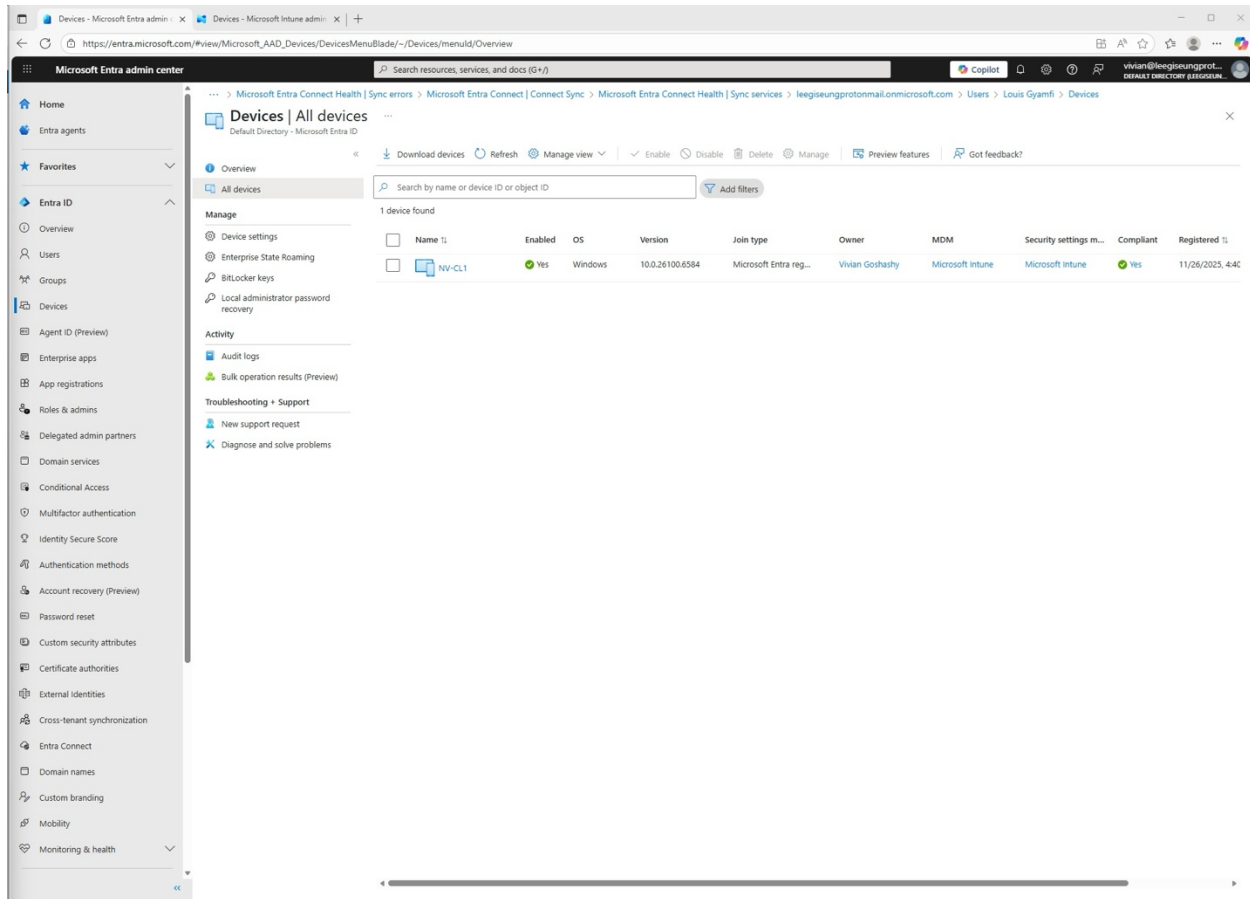 Devices - Microsoft Entra admin c
Devices - Microsoft Intune admin
https://entra.microsoft.com/#view/Microsoft_AAD_Devices/DevicesMenuBlade/~/Devices/menuId/Overview
Microsoft Entra admin center
Search resources, services, and docs (G+/)
Copilot
vivian@leegiseungprot...
DEFAULT DIRECTORY (LEEGISEUN...
Home
Entra agents
Favorites
Entra ID
Overview
Users
Groups
Devices
Agent ID (Preview)
Enterprise apps
App registrations
Roles & admins
Delegated admin partners
Domain services
Conditional Access
Multifactor authentication
Identity Secure Score
Authentication methods
Account recovery (Preview)
Password reset
Custom security attributes
Certificate authorities
External Identities
Cross-tenant synchronization
Entra Connect
Domain names
Custom branding
Mobility
Monitoring & health
... > Microsoft Entra Connect Health | Sync errors > Microsoft Entra Connect | Connect Sync > Microsoft Entra Connect Health | Sync services > leegiseungprotonmail.onmicrosoft.com > Users > Louis Gyamfi > Devices
Devices | All devices ...
Default Directory - Microsoft Entra ID
Overview
All devices
Manage
Device settings
Enterprise State Roaming
BitLocker keys
Local administrator password
recovery
Activity
Audit logs
Bulk operation results (Preview)
Troubleshooting + Support
New support request
Diagnose and solve problems
Download devices Refresh Manage view Enable Disable Delete Manage Preview features Got feedback?
Search by name or device ID or object ID
Add filters
1 device found
Name Enabled OS Version Join type Owner MDM Security settings m... Compliant Registered
NV-CL1 Yes Windows 10.0.26100.6584 Microsoft Entra reg... Vivian Goshashy Microsoft Intune Microsoft Intune Yes 11/26/2025, 4:40